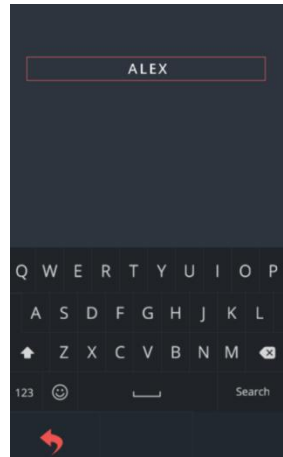 ALEX
Q W E R T Y U I O P
A S D F G H J K L
Z X C V B N M
123 Search